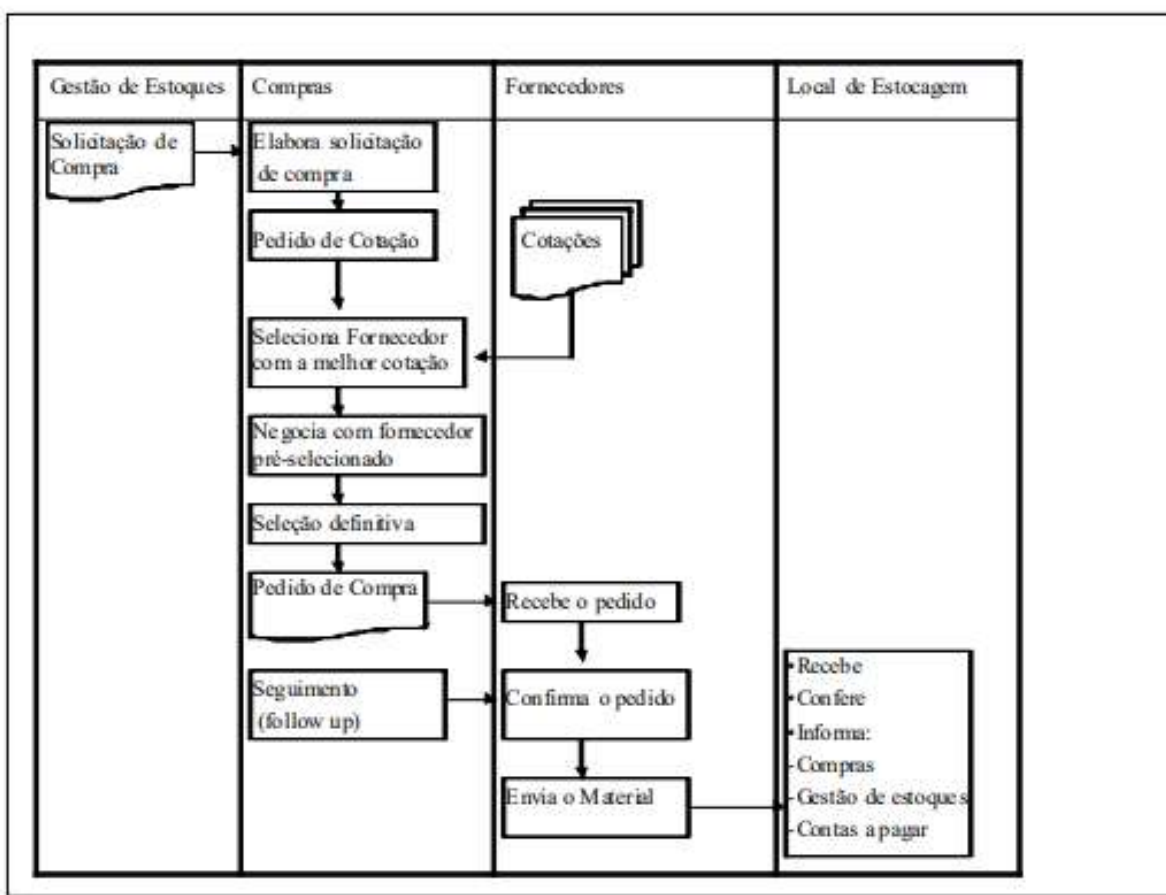 Gestão de Estoques
Compras
Fornecedores
Local de Estocagem
Solicitação de
Compra
Elabora solicitação
de compra
Pedido de Cotação
Cotações
Seleciona Fornecedor
com a melhor cotação
Negocia com fornecedor
pré-selecionado
Seleção definitiva
Pedido de Compra
Recebe o pedido
Seguimento
(follow up)
Confirma o pedido
Envia o Material
•Recebe
•Confere
•Informa:
-Compras
-Gestão de estoques
-Contas a pagar